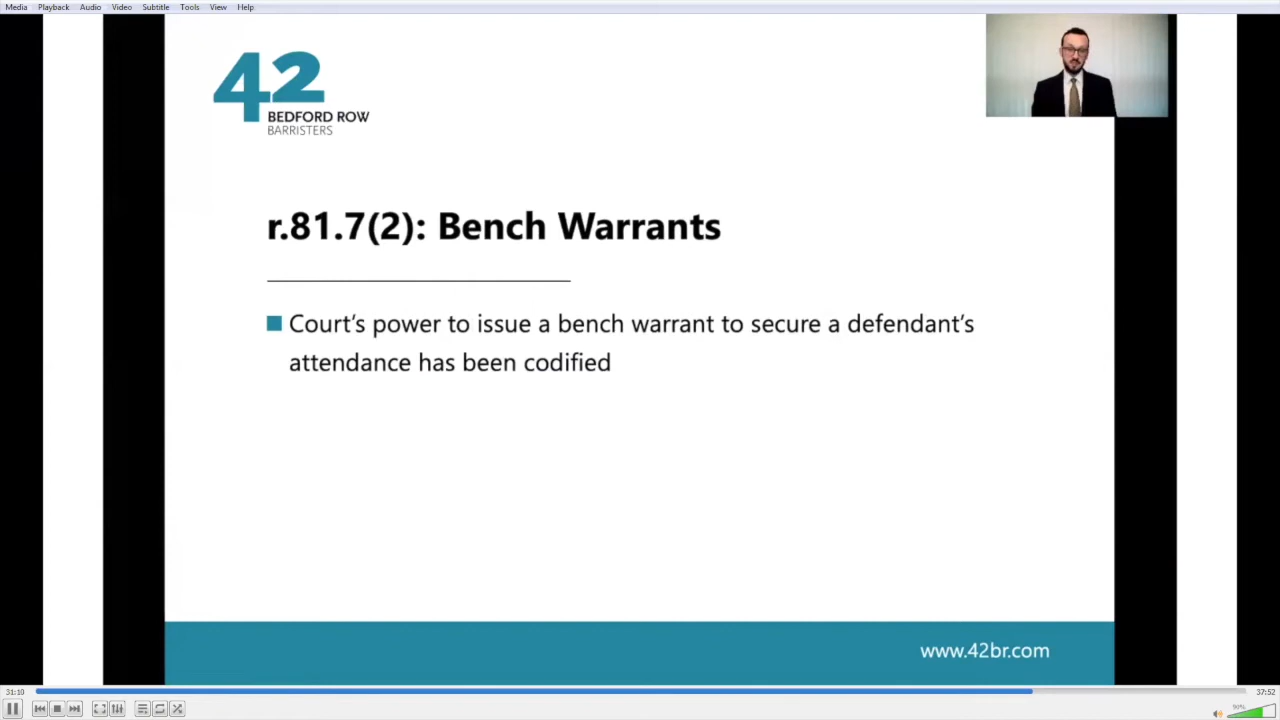 Media Playback Audio Video Subtitle Tools View Help
42
BEDFORD ROW
BARRISTERS
r.81.7(2): Bench Warrants
Court's power to issue a bench warrant to secure a defendant's
attendance has been codified
www.42br.com
31:10
37:52
90%